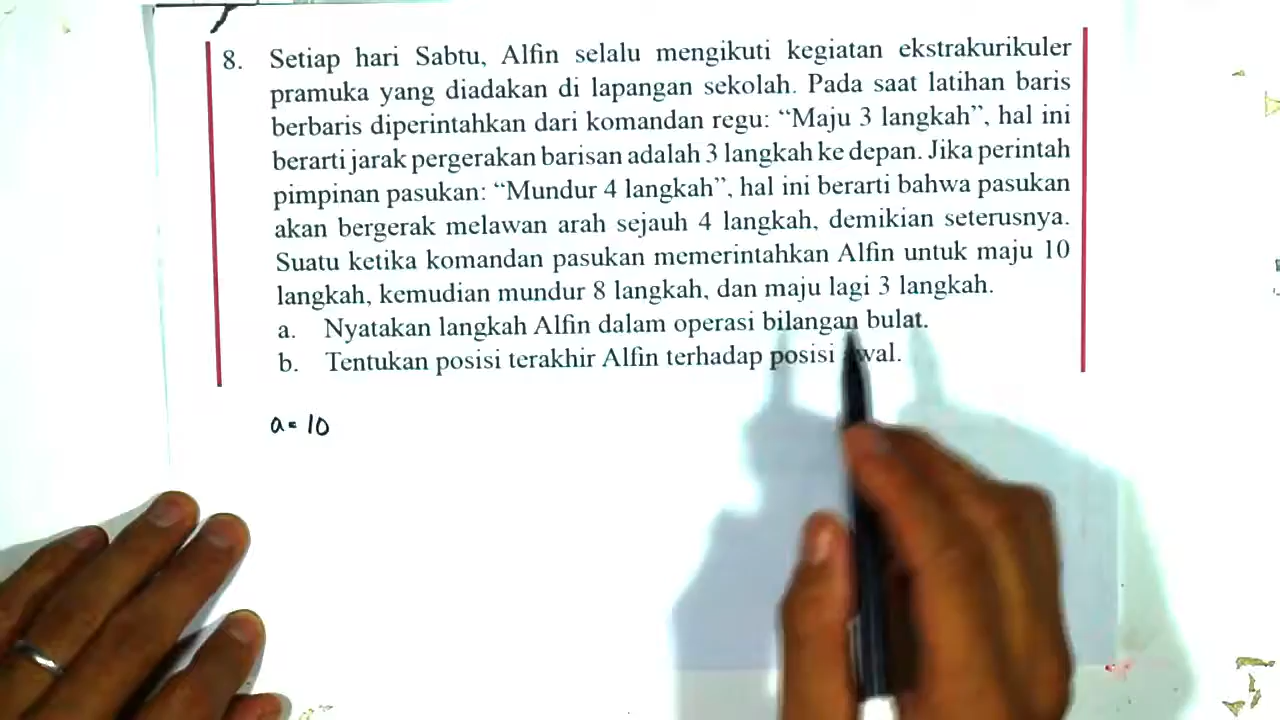 8. Setiap hari Sabtu, Alfin selalu mengikuti kegiatan ekstrakurikuler
pramuka yang diadakan di lapangan sekolah. Pada saat latihan baris
berbaris diperintahkan dari komandan regu: “Maju 3 langkah”, hal ini
berarti jarak pergerakan barisan adalah 3 langkah ke depan. Jika perintah
pimpinan pasukan: “Mundur 4 langkah”, hal ini berarti bahwa pasukan
akan bergerak melawan arah sejauh 4 langkah, demikian seterusnya.
Suatu ketika komandan pasukan memerintahkan Alfin untuk maju 10
langkah, kemudian mundur 8 langkah, dan maju lagi 3 langkah.
a. Nyatakan langkah Alfin dalam operasi bilangan bulat.
b. Tentukan posisi terakhir Alfin terhadap posisi awal.
a = 10